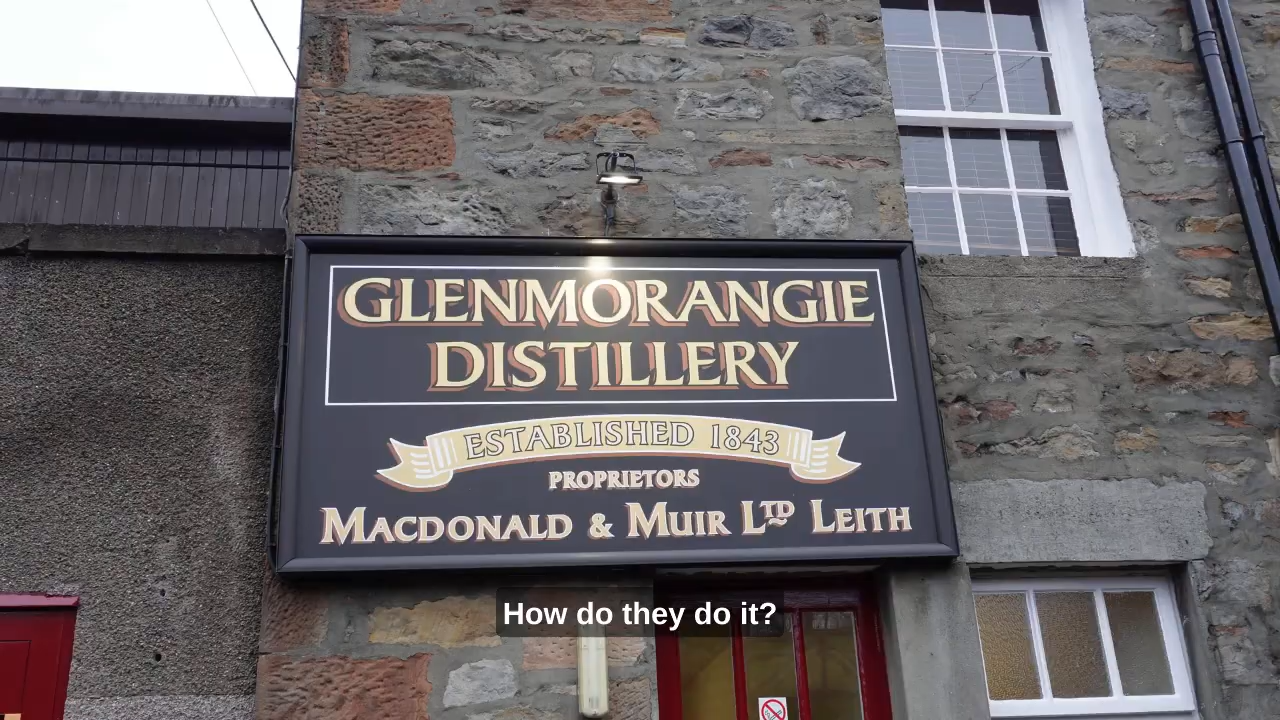 GLENMORANGIE
DISTILLERY
ESTABLISHED 1843
PROPRIETORS
MACDONALD & MUIR LTD LEITH
How do they do it?